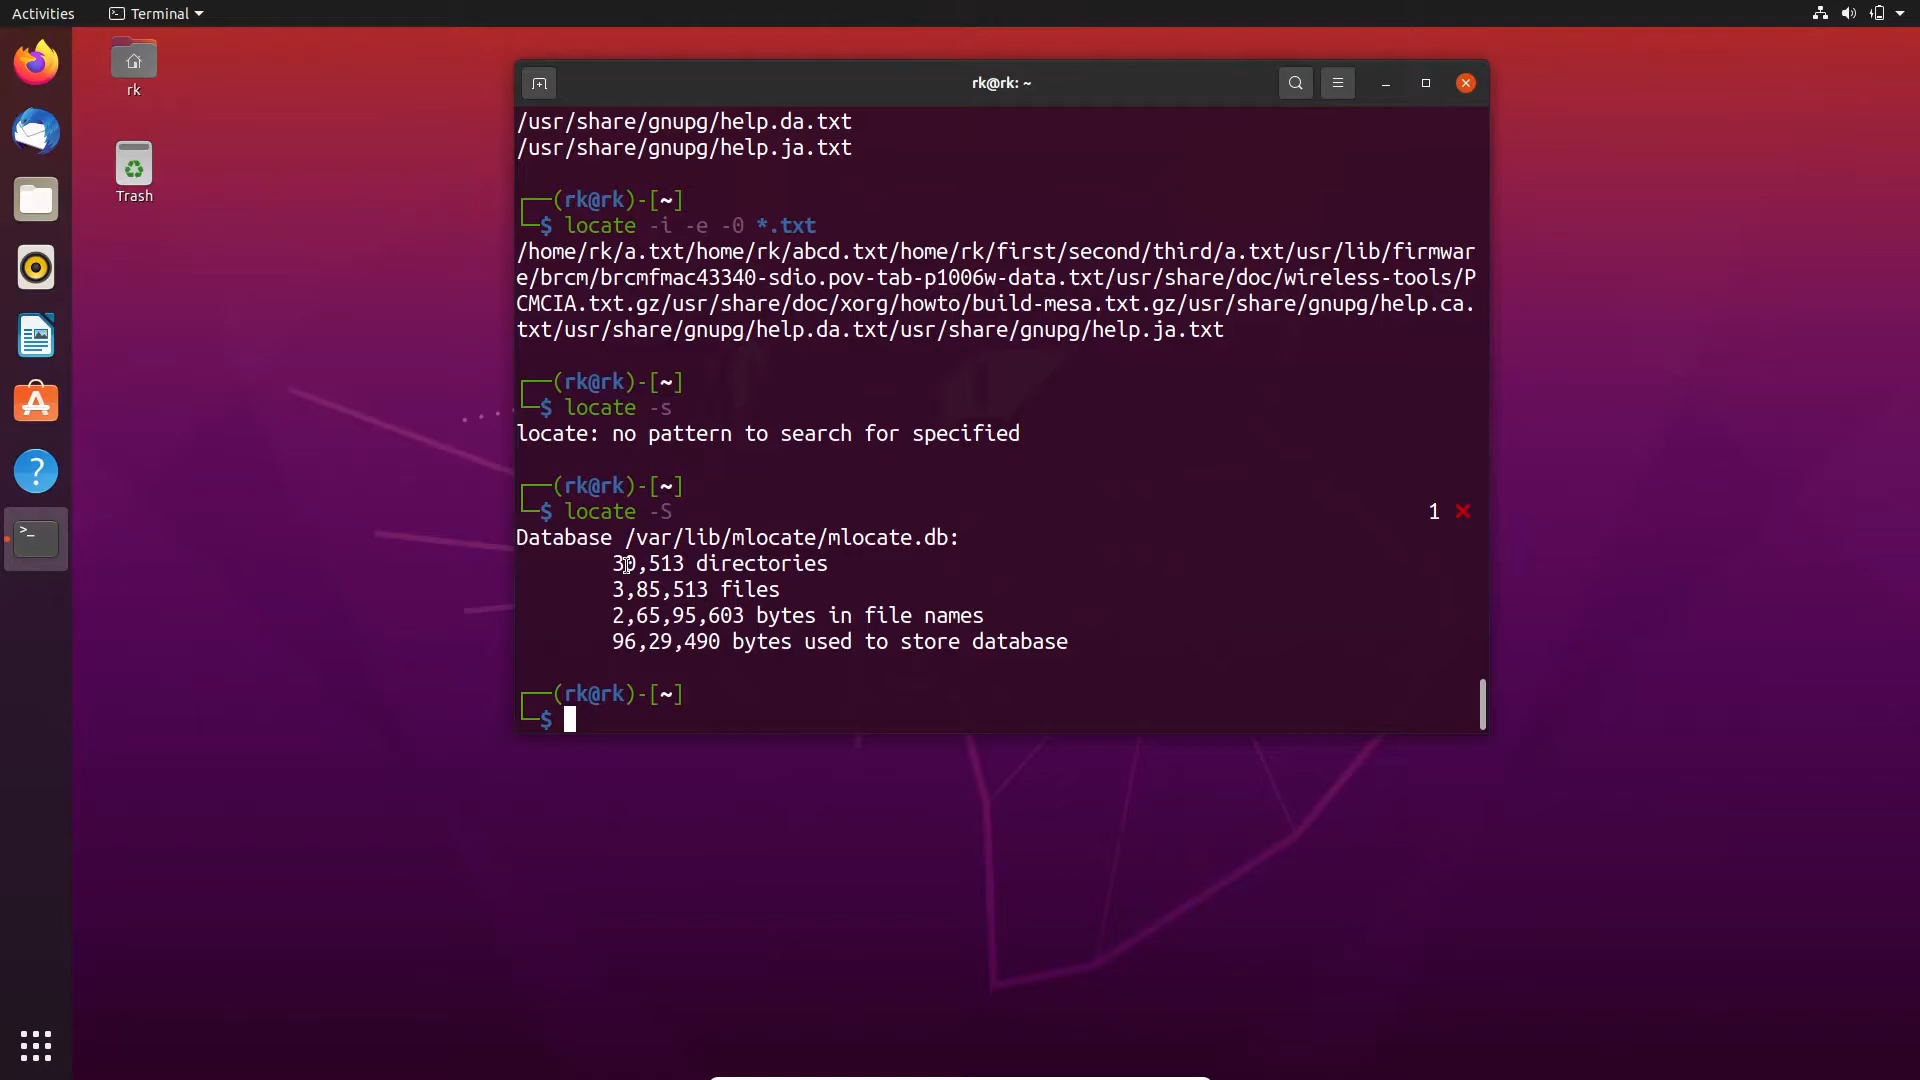 Activities
Terminal
rk@rk: ~
rk
Trash
/usr/share/gnupg/help.da.txt
/usr/share/gnupg/help.ja.txt
(rk@rk)-[~]
$ locate -i -e -0 *.txt
/home/rk/a.txt/home/rk/abcd.txt/home/rk/first/second/third/a.txt/usr/lib/firmwar
e/brcm/brcmfmac43340-sdio.pov-tab-p1006w-data.txt/usr/share/doc/wireless-tools/P
CMCIA.txt.gz/usr/share/doc/xorg/howto/build-mesa.txt.gz/usr/share/gnupg/help.ca.
txt/usr/share/gnupg/help.da.txt/usr/share/gnupg/help.ja.txt
(rk@rk)-[~]
$ locate -s
locate: no pattern to search for specified
(rk@rk)-[~]
$ locate -S 1 ✕
Database /var/lib/mlocate/mlocate.db:
30,513 directories
3,85,513 files
2,65,95,603 bytes in file names
96,29,490 bytes used to store database
(rk@rk)-[~]
$